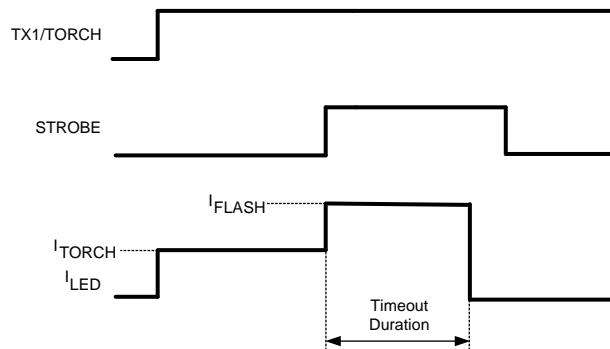 TX1/TORCH
STROBE
IFLASH
ITORCH
ILED
Timeout
Duration